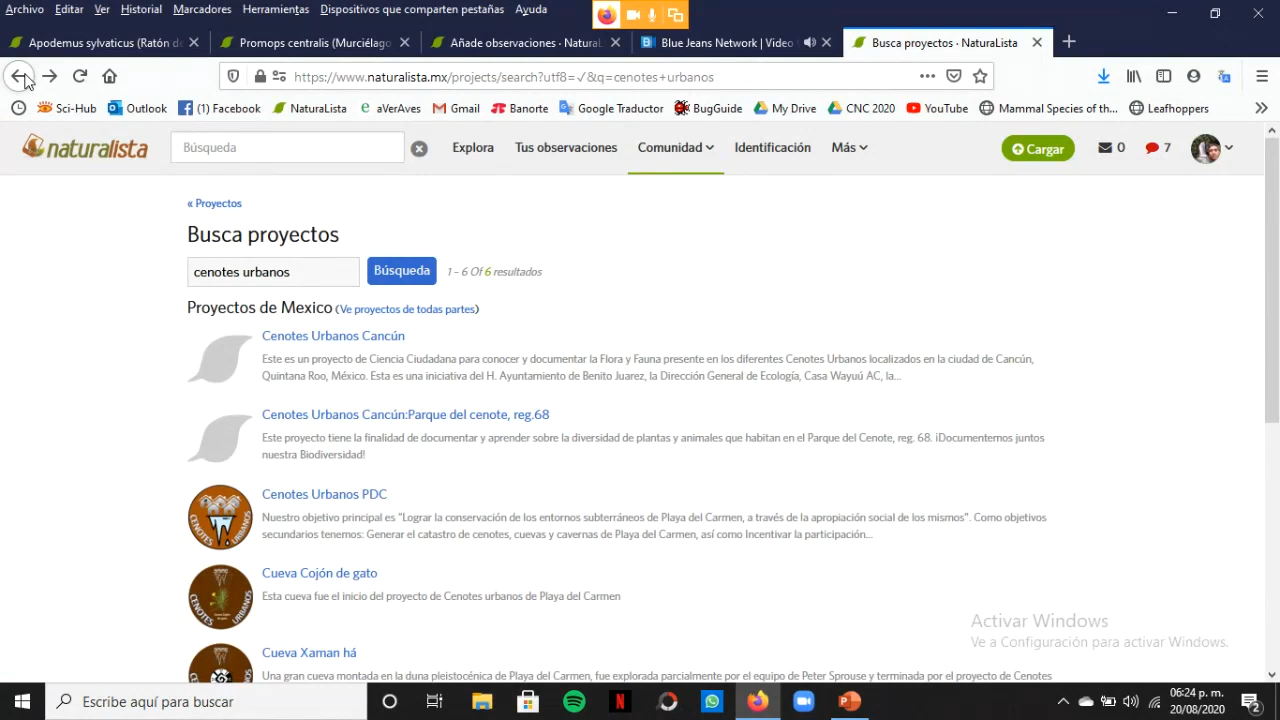 Archivo Editar Ver Historial Marcadores Herramientas Dispositivos que comparten pestañas Ayuda
Apodemus sylvaticus (Ratón de
Promops centralis (Murciélago
Añade observaciones · NaturaL
Blue Jeans Network | Video
Busca proyectos · NaturaLista
https://www.naturalista.mx/projects/search?utf8=✓&q=cenotes+urbanos
Sci-Hub Outlook (1) Facebook NaturaLista aVerAves Gmail Banorte Google Traductor BugGuide My Drive CNC 2020 YouTube Mammal Species of th... Leafhoppers
naturalista Búsqueda Explora Tus observaciones Comunidad Identificación Más Cargar 0 7
« Proyectos
Busca proyectos
cenotes urbanos Búsqueda 1 - 6 Of 6 resultados
Proyectos de Mexico (Ve proyectos de todas partes)
Cenotes Urbanos Cancún
Este es un proyecto de Ciencia Ciudadana para conocer y documentar la Flora y Fauna presente en los diferentes Cenotes Urbanos localizados en la ciudad de Cancún,
Quintana Roo, México. Esta es una iniciativa del H. Ayuntamiento de Benito Juarez, la Dirección General de Ecología, Casa Wayuú AC, la...
Cenotes Urbanos Cancún:Parque del cenote, reg.68
Este proyecto tiene la finalidad de documentar y aprender sobre la diversidad de plantas y animales que habitan en el Parque del Cenote, reg. 68. ¡Documentemos juntos
nuestra Biodiversidad!
Cenotes Urbanos PDC
Nuestro objetivo principal es "Lograr la conservación de los entornos subterráneos de Playa del Carmen, a través de la apropiación social de los mismos". Como objetivos
secundarios tenemos: Generar el catastro de cenotes, cuevas y cavernas de Playa del Carmen, así como Incentivar la participación...
CENOTES URBANOS
Cueva Cojón de gato
Esta cueva fue el inicio del proyecto de Cenotes urbanos de Playa del Carmen
CENOTES URBANOS
Cueva Xaman há
Una gran cueva montada en la duna pleistocénica de Playa del Carmen, fue explorada parcialmente por el equipo de Peter Sprouse y terminada por el proyecto de Cenotes
Activar Windows
Ve a Configuración para activar Windows.
Escribe aquí para buscar
06:24 p. m.
20/08/2020
2